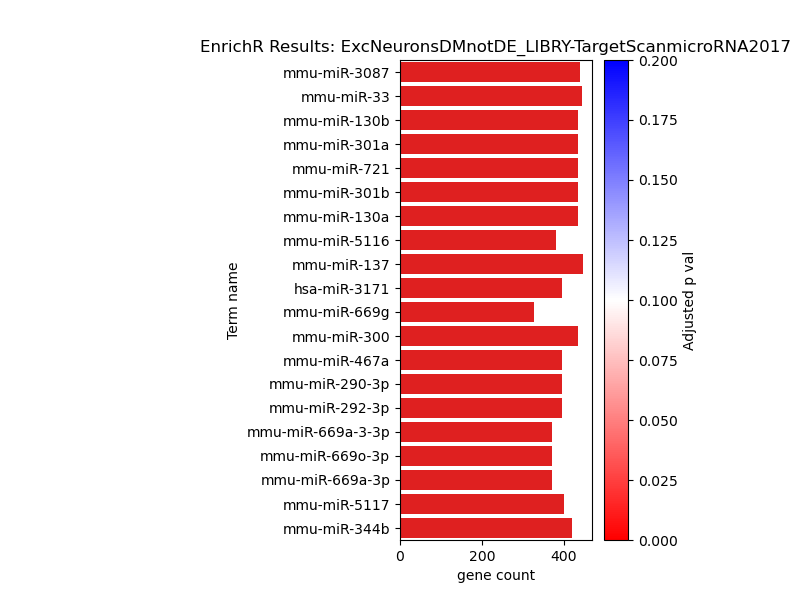 EnrichR Results: ExcNeuronsDMnotDE_LIBRY-TargetScanmicroRNA2017
Term name
mmu-miR-3087
mmu-miR-33
mmu-miR-130b
mmu-miR-301a
mmu-miR-721
mmu-miR-301b
mmu-miR-130a
mmu-miR-5116
mmu-miR-137
hsa-miR-3171
mmu-miR-669g
mmu-miR-300
mmu-miR-467a
mmu-miR-290-3p
mmu-miR-292-3p
mmu-miR-669a-3-3p
mmu-miR-669o-3p
mmu-miR-669a-3p
mmu-miR-5117
mmu-miR-344b
0 200 400
gene count
0.200
0.175
0.150
0.125
0.100
0.075
0.050
0.025
0.000
Adjusted p val